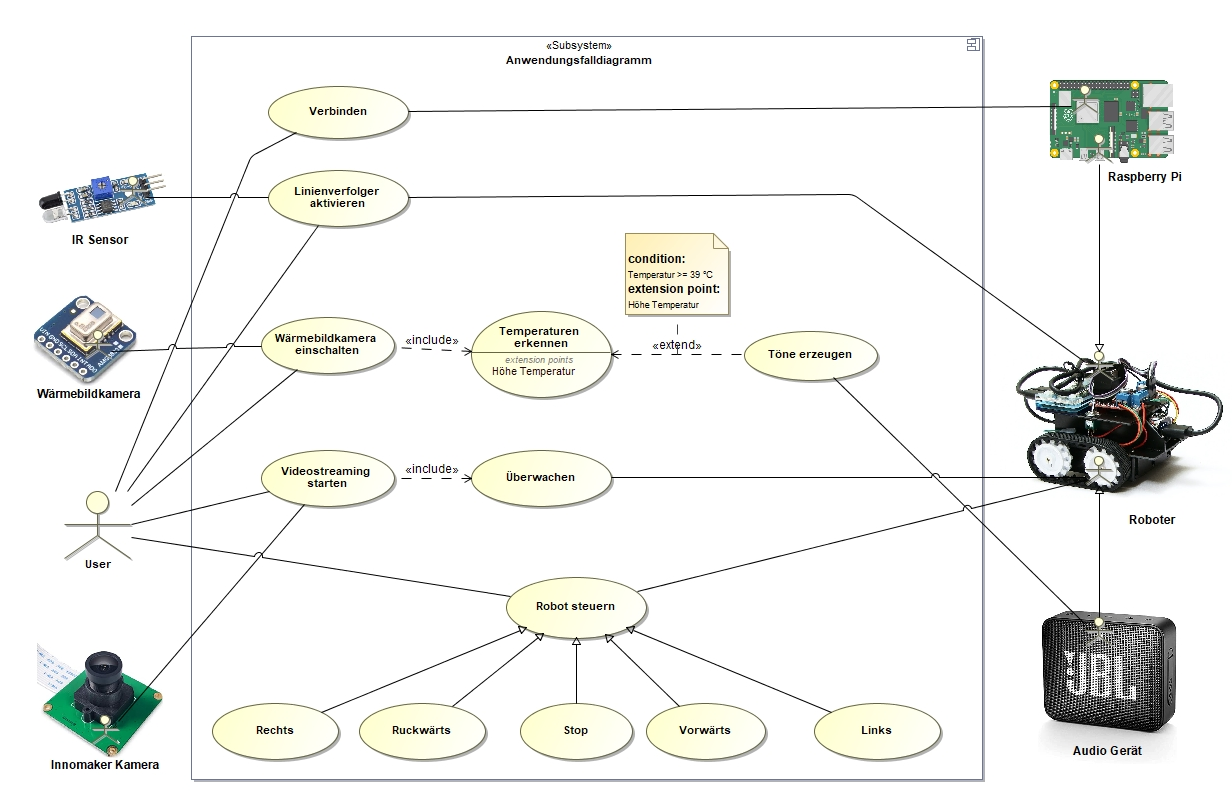 «Subsystem»
Anwendungsfalldiagramm
Verbinden
Raspberry Pi
Linienverfolger
aktivieren
IR Sensor
condition:
Temperatur >= 39 °C
extension point:
Höhe Temperatur
Wärmebildkamera
einschalten
«include»
Temperaturen
erkennen
extension points
Höhe Temperatur
«extend»
Töne erzeugen
Wärmebildkamera
Videostreaming
starten
«include»
Überwachen
Roboter
User
Robot steuern
JBL
Rechts
Ruckwärts
Stop
Vorwärts
Links
Innomaker Kamera
Audio Gerät